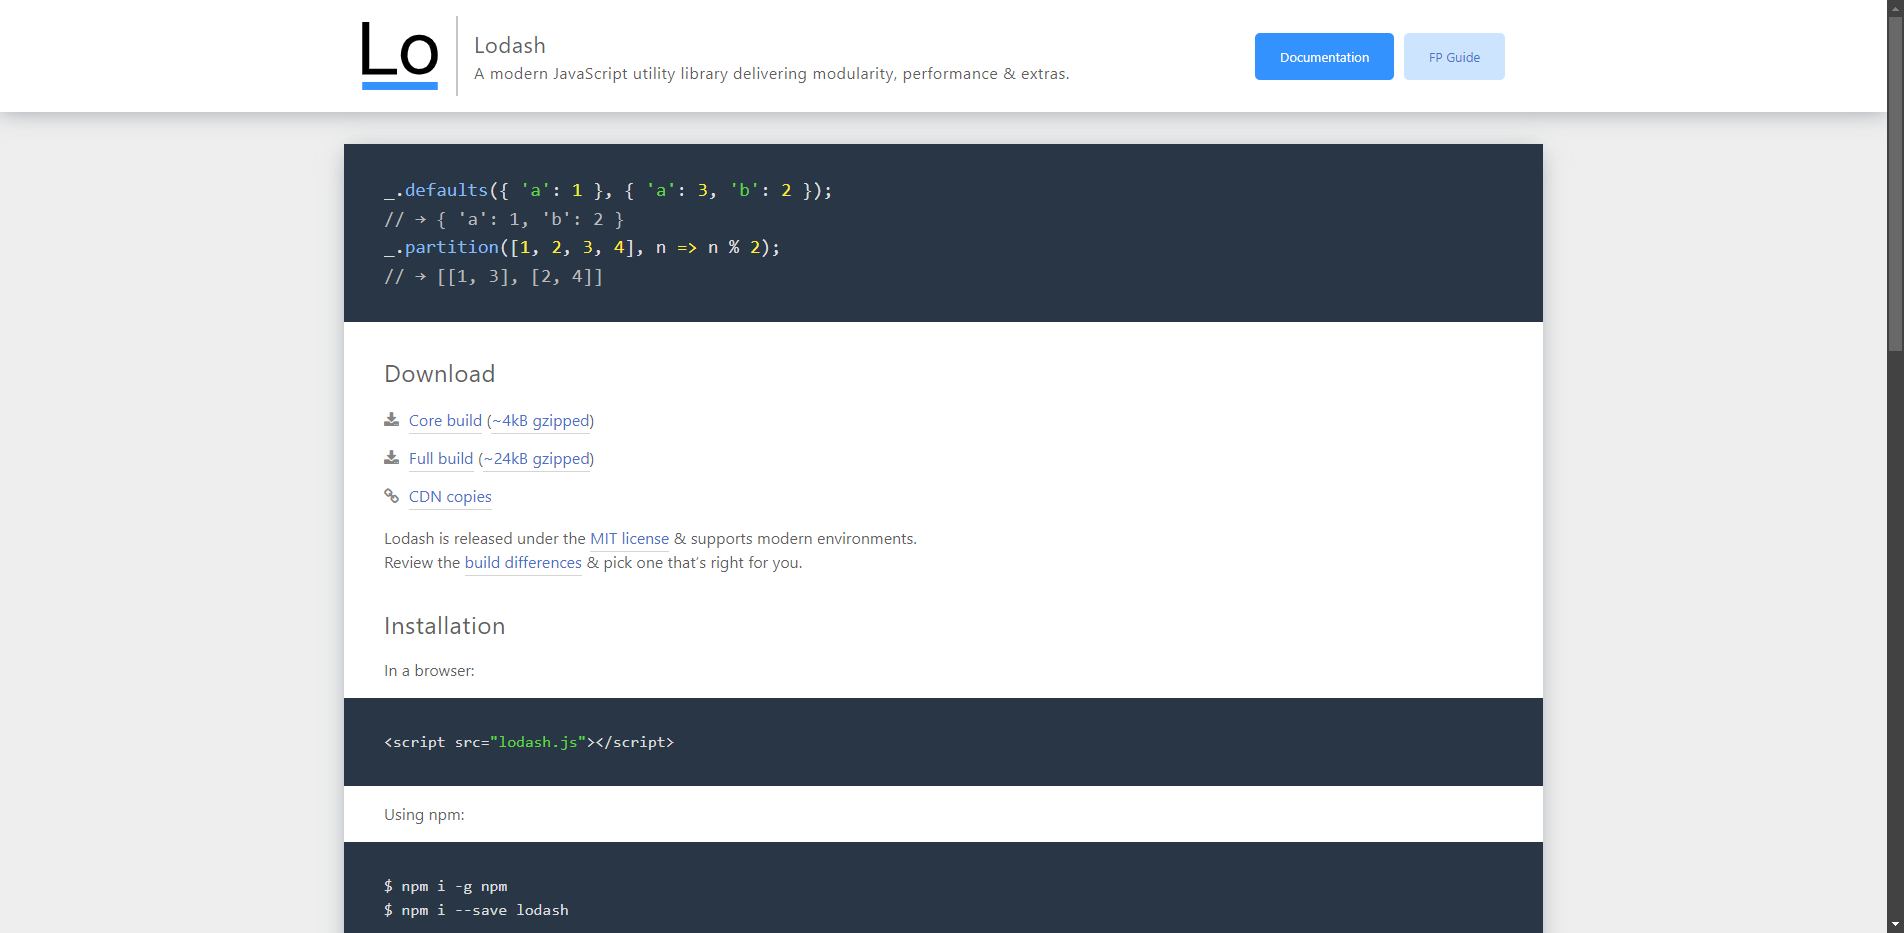 Lo
Lodash
A modern JavaScript utility library delivering modularity, performance & extras.
Documentation
FP Guide
_.defaults({ 'a': 1 }, { 'a': 3, 'b': 2 });
// → { 'a': 1, 'b': 2 }
_.partition([1, 2, 3, 4], n => n % 2);
// → [[1, 3], [2, 4]]
Download
Core build (~4kB gzipped)
Full build (~24kB gzipped)
CDN copies
Lodash is released under the MIT license & supports modern environments.
Review the build differences & pick one that’s right for you.
Installation
In a browser:
<script src="lodash.js"></script>
Using npm:
$ npm i -g npm
$ npm i --save lodash